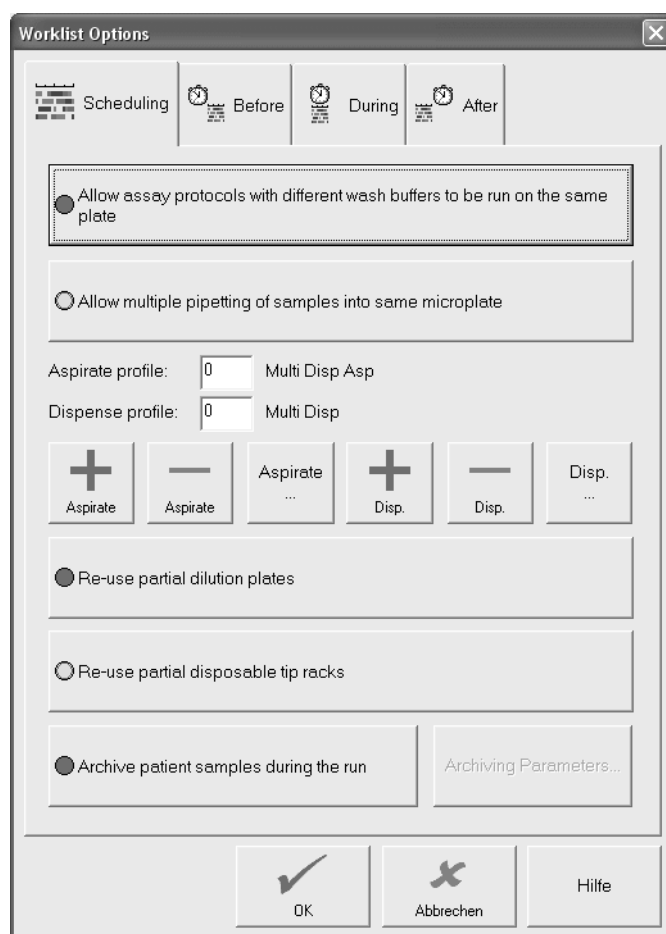 Worklist Options
Scheduling
Before
During
After
Allow assay protocols with different wash buffers to be run on the same
plate
Allow multiple pipetting of samples into same microplate
Aspirate profile: 0 Multi Disp Asp
Dispense profile: 0 Multi Disp
Aspirate
Aspirate
Aspirate
...
Disp.
Disp.
Disp.
...
Re-use partial dilution plates
Re-use partial disposable tip racks
Archive patient samples during the run
Archiving Parameters...
OK
Abbrechen
Hilfe